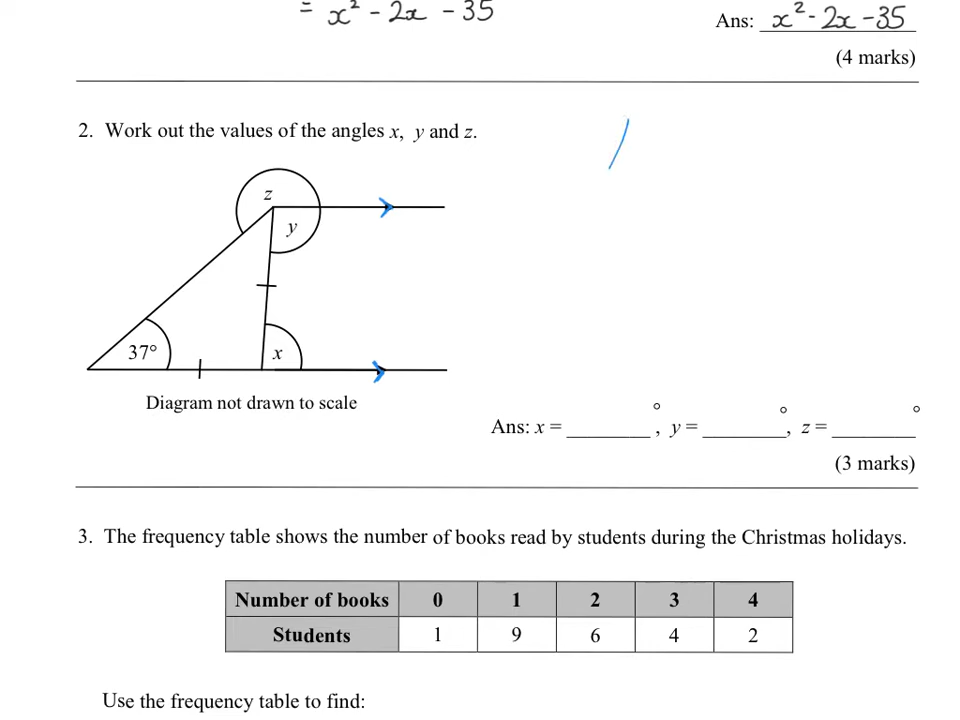 = x² - 2x - 35
Ans: x² - 2x - 35
(4 marks)
2. Work out the values of the angles x, y and z.
z
y
37°
x
Diagram not drawn to scale
Ans: x = ________°, y = ________°, z = ________°
(3 marks)
3. The frequency table shows the number of books read by students during the Christmas holidays.
Number of books 0 1 2 3 4
Students 1 9 6 4 2
Use the frequency table to find: